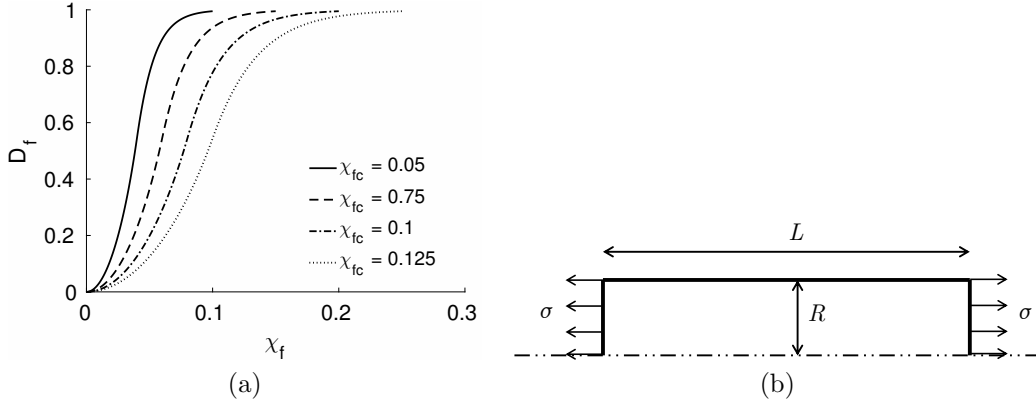 1
0.8
0.6
0.4
0.2
0
D_f
χ_fc = 0.05
χ_fc = 0.75
χ_fc = 0.1
χ_fc = 0.125
0 0.1 0.2 0.3
χ_f
(a)
L
σ
R
σ
(b)